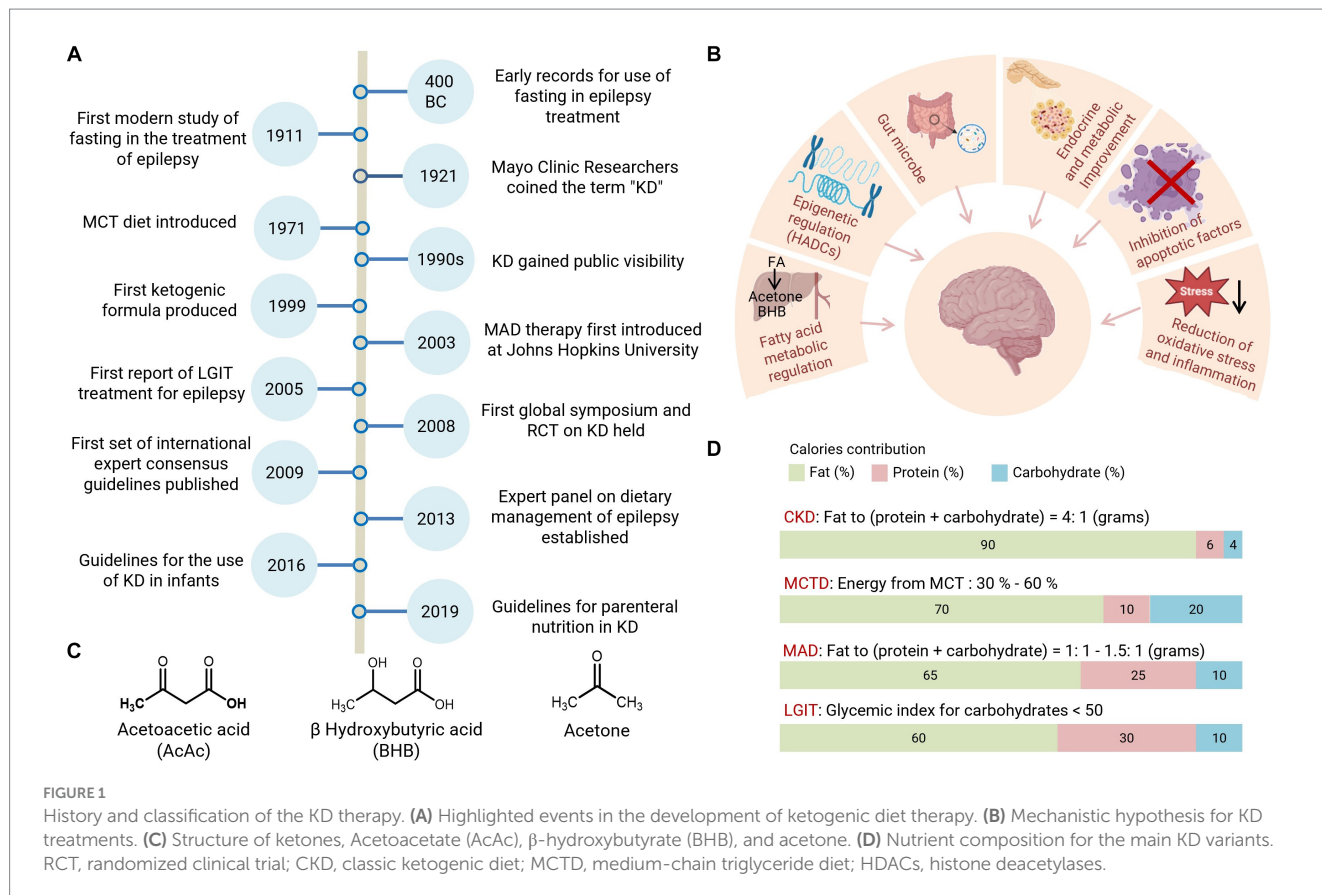 A
400
BC
Early records for use of
fasting in epilepsy
treatment
First modern study of
fasting in the treatment
of epilepsy
1911
1921
Mayo Clinic Researchers
coined the term "KD"
MCT diet introduced
1971
1990s
KD gained public visibility
First ketogenic
formula produced
1999
2003
MAD therapy first introduced
at Johns Hopkins University
First report of LGIT
treatment for epilepsy
2005
2008
First global symposium and
RCT on KD held
First set of international
expert consensus
guidelines published
2009
2013
Expert panel on dietary
management of epilepsy
established
Guidelines for the use
of KD in infants
2016
2019
Guidelines for parenteral
nutrition in KD
B
FA
Acetone
BHB
Fatty acid
metabolic
regulation
Epigenetic
regulation
(HADCs)
Gut microbe
Endocrine
and metabolic
Improvement
Inhibition of
apoptotic factors
Stress
Reduction of
oxidative stress
and inflammation
C
O
O
H₃C
OH
Acetoacetic acid
(AcAc)
OH
O
H₃C
OH
β Hydroxybutyric acid
(BHB)
O
H₃C
CH₃
Acetone
D
Calories contribution
Fat (%)
Protein (%)
Carbohydrate (%)
CKD: Fat to (protein + carbohydrate) = 4: 1 (grams)
90
6
4
MCTD: Energy from MCT : 30 % - 60 %
70
10
20
MAD: Fat to (protein + carbohydrate) = 1: 1 - 1.5: 1 (grams)
65
25
10
LGIT: Glycemic index for carbohydrates < 50
60
30
10
FIGURE 1
History and classification of the KD therapy. (A) Highlighted events in the development of ketogenic diet therapy. (B) Mechanistic hypothesis for KD
treatments. (C) Structure of ketones, Acetoacetate (AcAc), β-hydroxybutyrate (BHB), and acetone. (D) Nutrient composition for the main KD variants.
RCT, randomized clinical trial; CKD, classic ketogenic diet; MCTD, medium-chain triglyceride diet; HDACs, histone deacetylases.